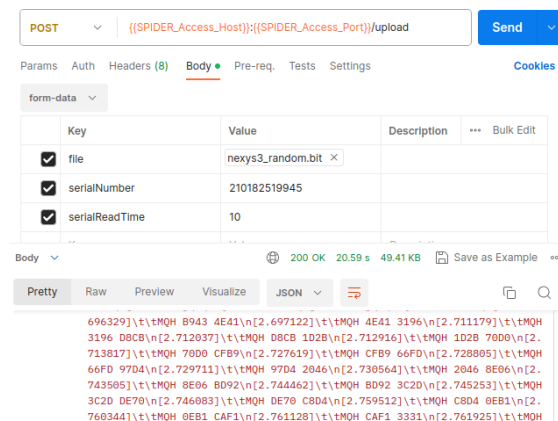 POST {{SPIDER_Access_Host}}:{{SPIDER_Access_Port}}/upload Send
Params Auth Headers (8) Body Pre-req. Tests Settings Cookies
form-data
Key Value Description Bulk Edit
file nexys3_random.bit ×
serialNumber 210182519945
serialReadTime 10
Body 200 OK 20.59 s 49.41 KB Save as Example
Pretty Raw Preview Visualize JSON
696329]\t\tMQH B943 4E41\n[2.697122]\t\tMQH 4E41 3196\n[2.711179]\t\tMQH
3196 D8CB\n[2.712037]\t\tMQH D8CB 1D2B\n[2.712916]\t\tMQH 1D2B 70D0\n[2.
713817]\t\tMQH 70D0 CFB9\n[2.727619]\t\tMQH CFB9 66FD\n[2.728805]\t\tMQH
66FD 97D4\n[2.729711]\t\tMQH 97D4 2046\n[2.730564]\t\tMQH 2046 8E06\n[2.
743505]\t\tMQH 8E06 BD92\n[2.744462]\t\tMQH BD92 3C2D\n[2.745253]\t\tMQH
3C2D DE70\n[2.746083]\t\tMQH DE70 C8D4\n[2.759512]\t\tMQH C8D4 0EB1\n[2.
760344]\t\tMQH 0EB1 CAF1\n[2.761128]\t\tMQH CAF1 3331\n[2.761925]\t\tMQH